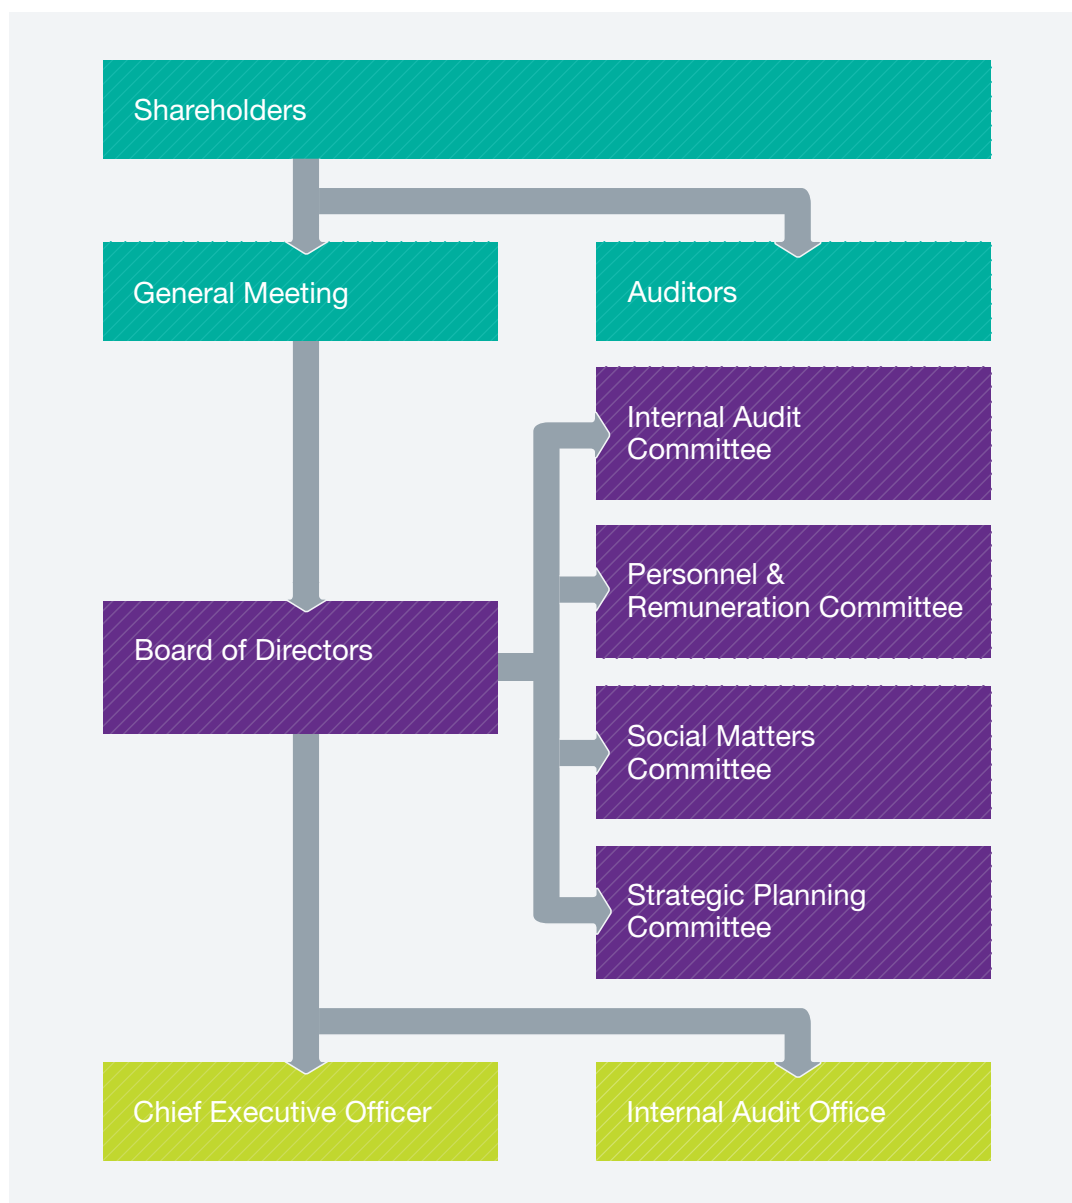 Shareholders
General Meeting
Auditors
Internal Audit
Committee
Personnel &
Remuneration Committee
Board of Directors
Social Matters
Committee
Strategic Planning
Committee
Chief Executive Officer
Internal Audit Office